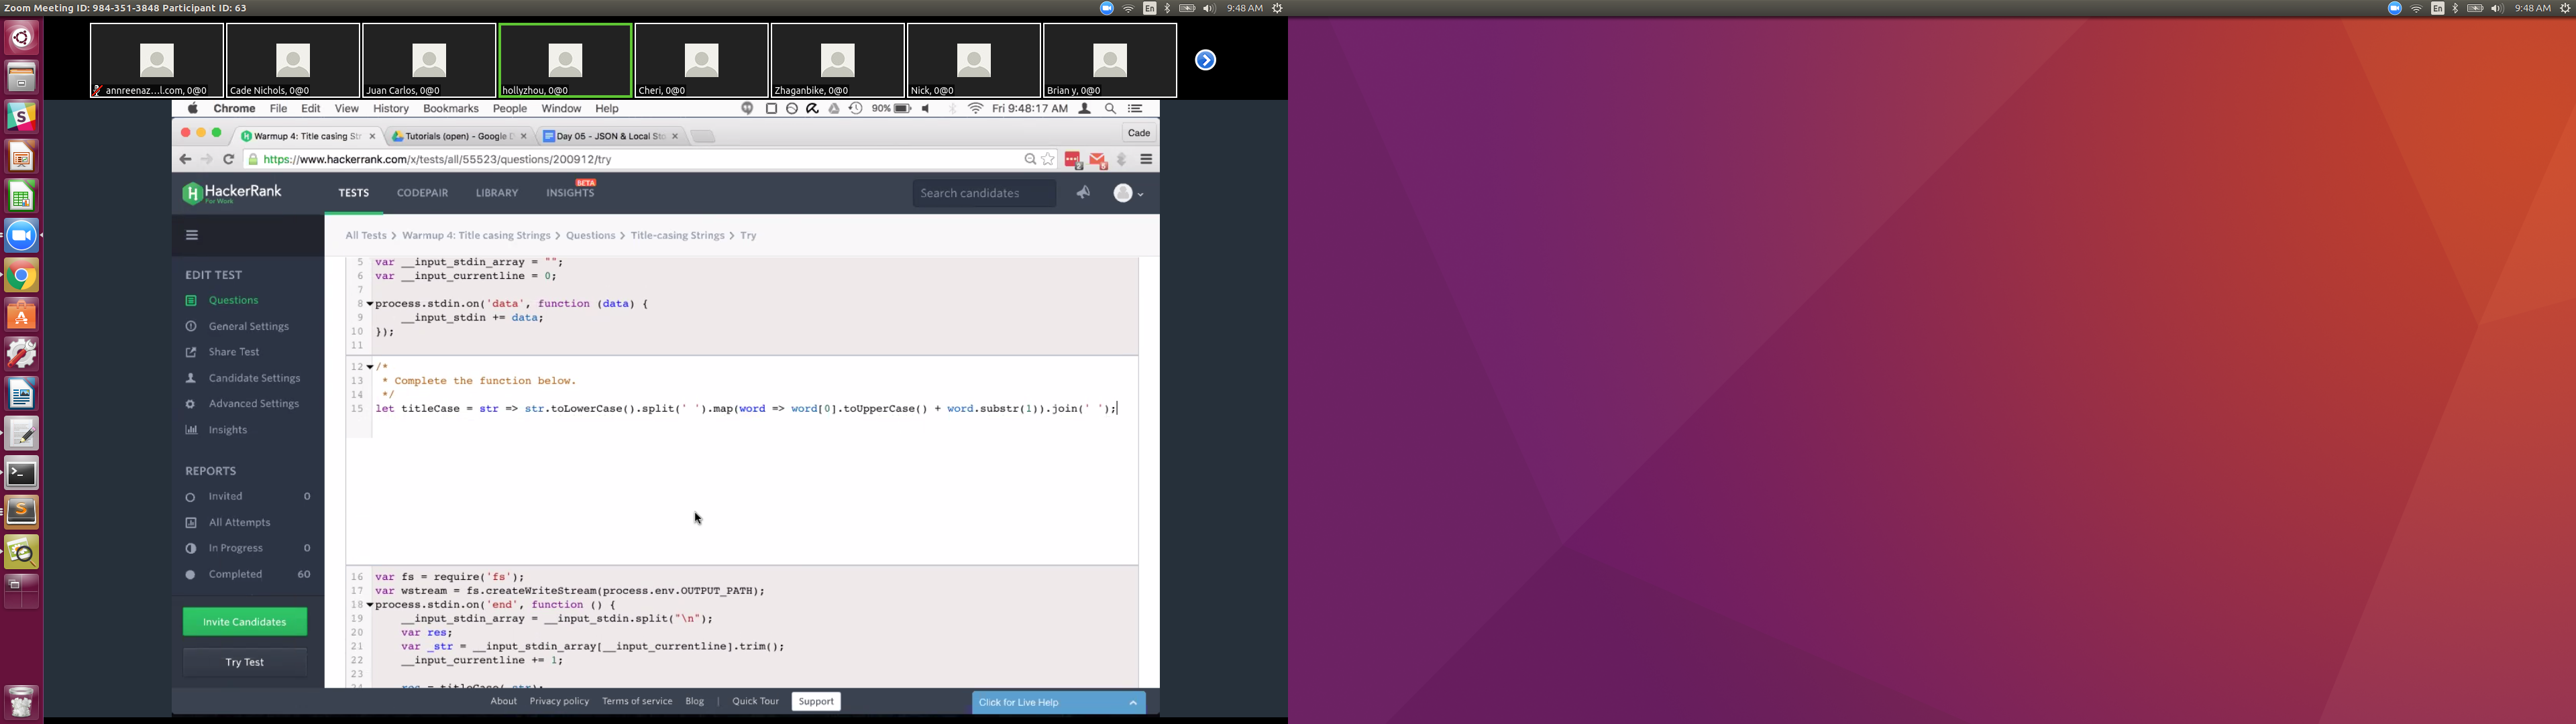 Zoom Meeting ID: 984-351-3848 Participant ID: 63
En
9:48 AM
En
9:48 AM
annreenaz...l.com, 0@0
Cade Nichols, 0@0
Juan Carlos, 0@0
hollyzhou, 0@0
Cheri, 0@0
Zhaganbike, 0@0
Nick, 0@0
Brian y, 0@0
Chrome File Edit View History Bookmarks People Window Help
90%
Fri 9:48:17 AM
Warmup 4: Title casing Str
Tutorials (open) - Google D
Day 05 - JSON & Local Sto
Cade
https://www.hackerrank.com/x/tests/all/55523/questions/200912/try
HackerRank
For Work
TESTS
CODEPAIR
LIBRARY
INSIGHTS
BETA
Search candidates
All Tests > Warmup 4: Title casing Strings > Questions > Title-casing Strings > Try
EDIT TEST
Questions
General Settings
Share Test
Candidate Settings
Advanced Settings
Insights
REPORTS
Invited 0
All Attempts
In Progress 0
Completed 60
Invite Candidates
Try Test
5 var __input_stdin_array = "";
6 var __input_currentline = 0;
7
8 process.stdin.on('data', function (data) {
9 __input_stdin += data;
10 });
11
12 /*
13 * Complete the function below.
14 */
15 let titleCase = str => str.toLowerCase().split(' ').map(word => word[0].toUpperCase() + word.substr(1)).join(' ');
16 var fs = require('fs');
17 var wstream = fs.createWriteStream(process.env.OUTPUT_PATH);
18 process.stdin.on('end', function () {
19 __input_stdin_array = __input_stdin.split("\n");
20 var res;
21 var _str = __input_stdin_array[__input_currentline].trim();
22 __input_currentline += 1;
23
About Privacy policy Terms of service Blog | Quick Tour Support
Click for Live Help